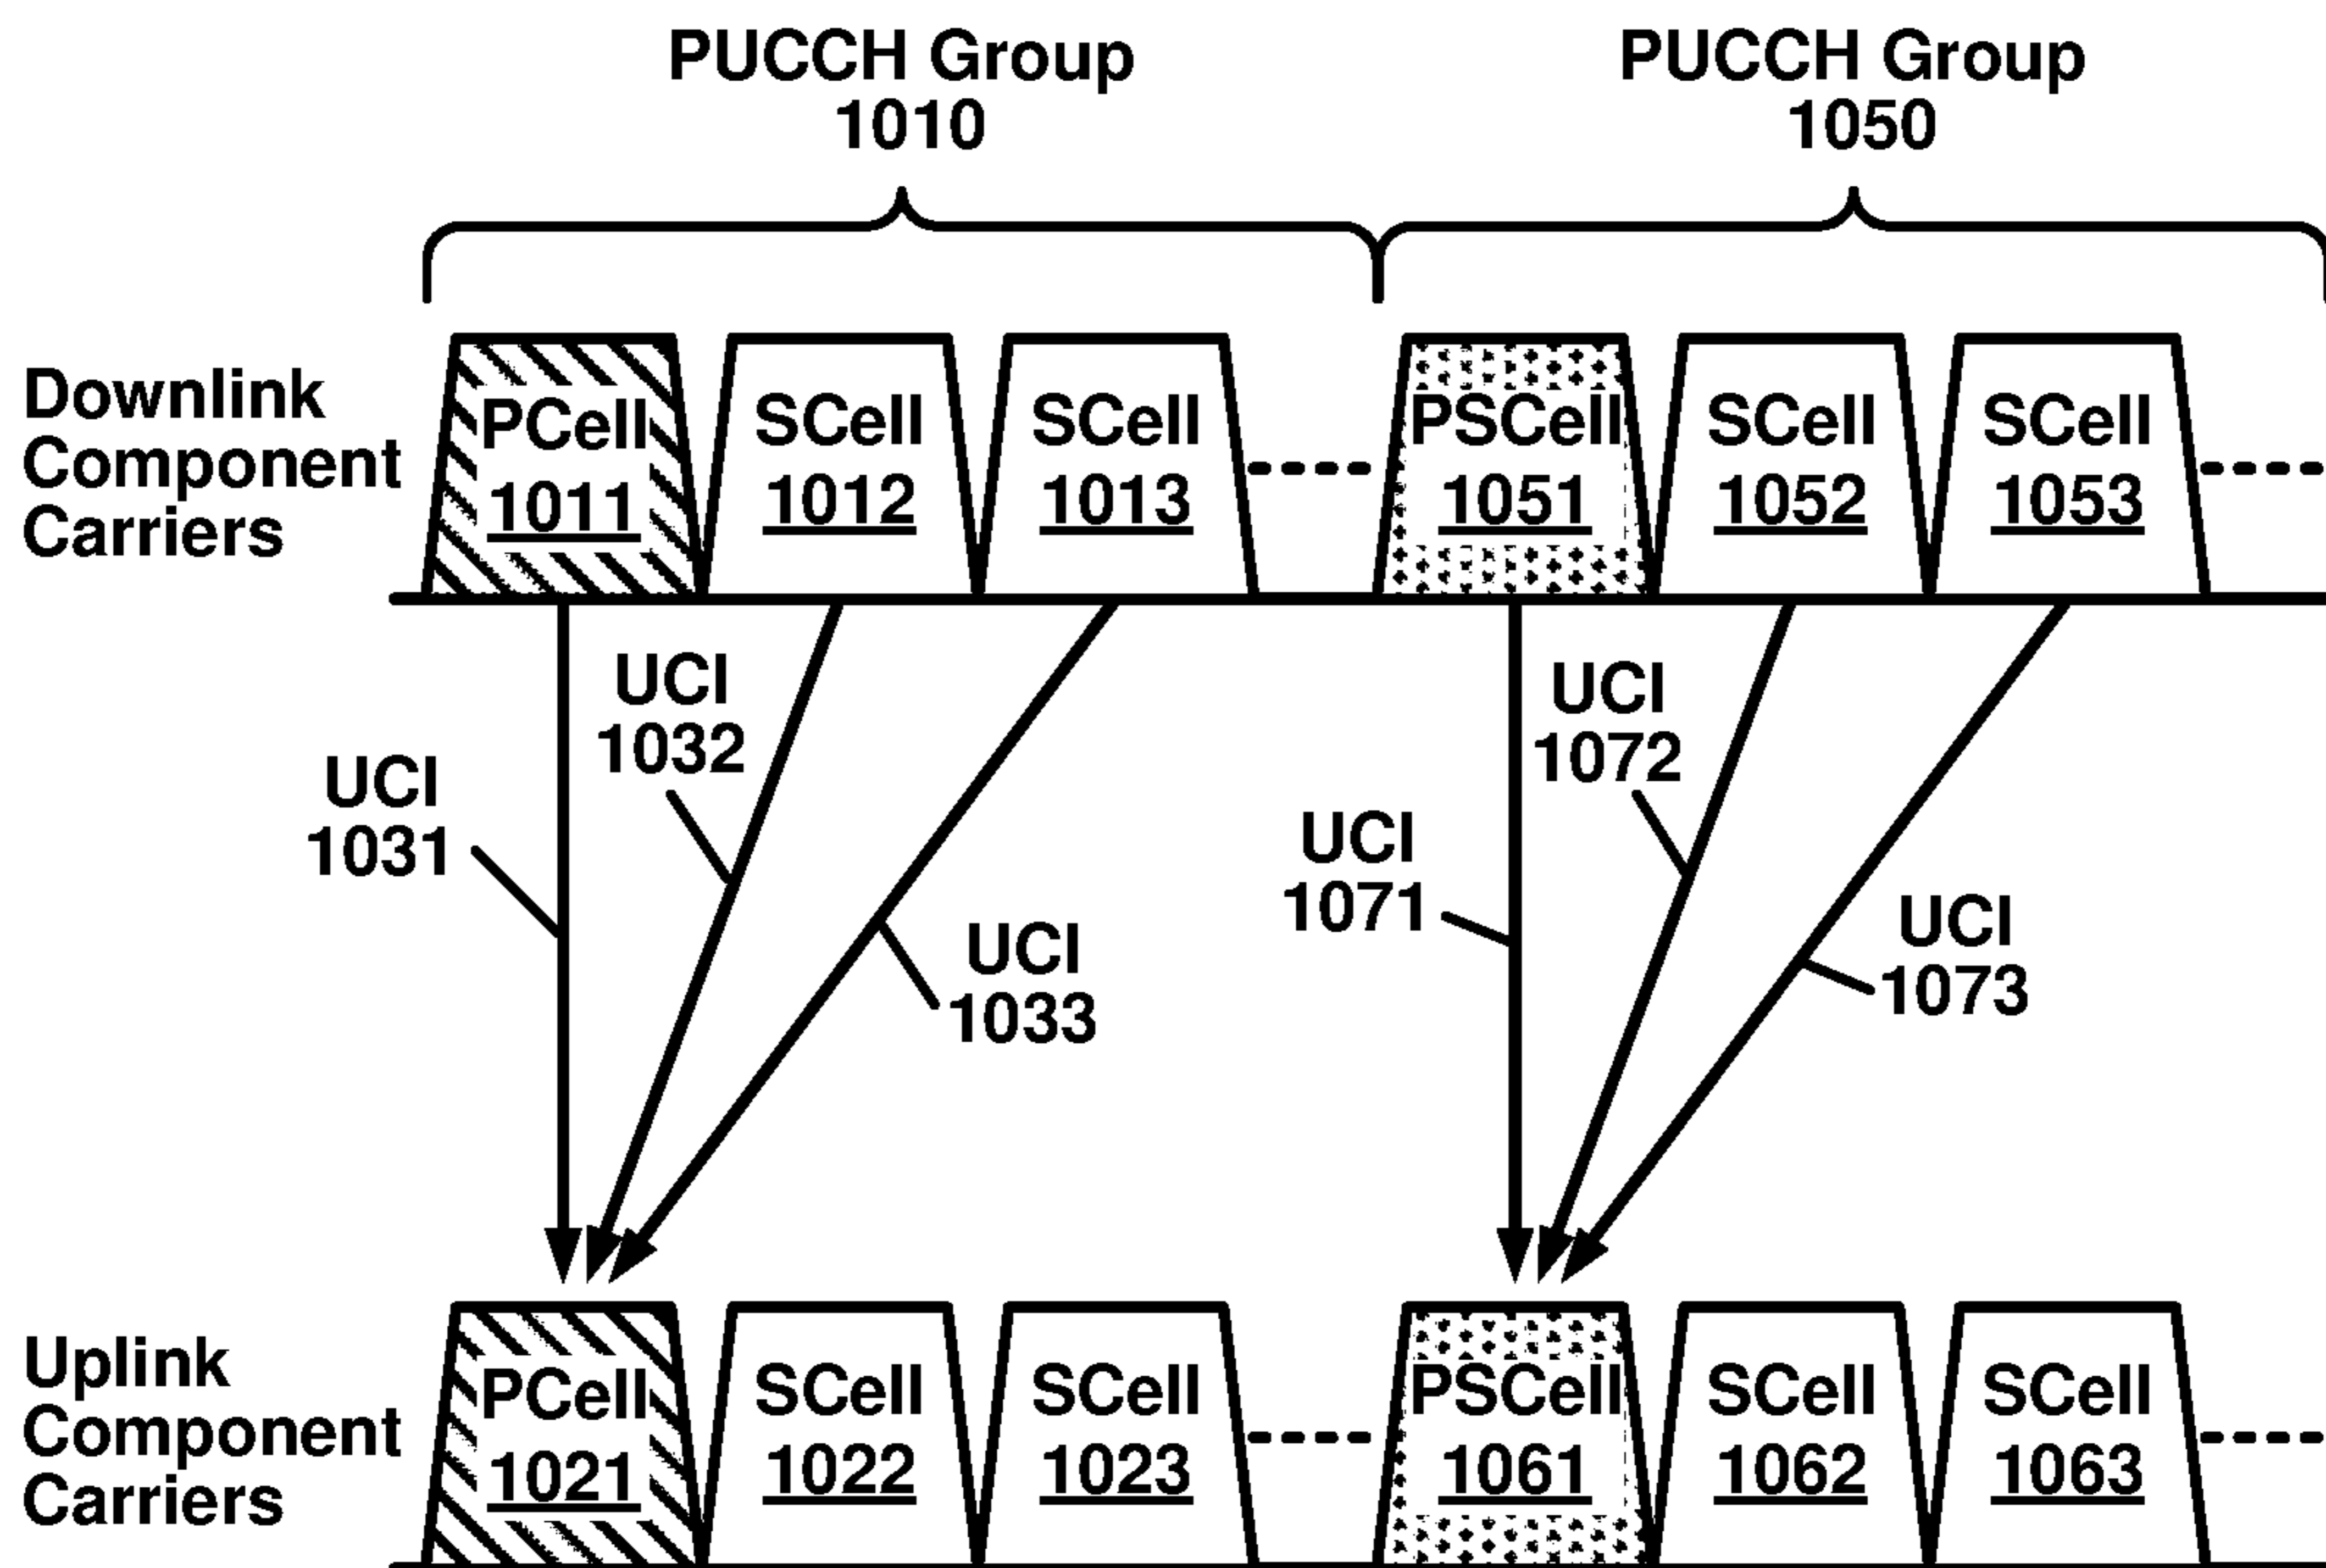 PUCCH Group
1010
PUCCH Group
1050
Downlink
Component
Carriers
PCell
1011
SCell
1012
SCell
1013
PSCell
1051
SCell
1052
SCell
1053
UCI
1031
UCI
1032
UCI
1033
UCI
1071
UCI
1072
UCI
1073
Uplink
Component
Carriers
PCell
1021
SCell
1022
SCell
1023
PSCell
1061
SCell
1062
SCell
1063